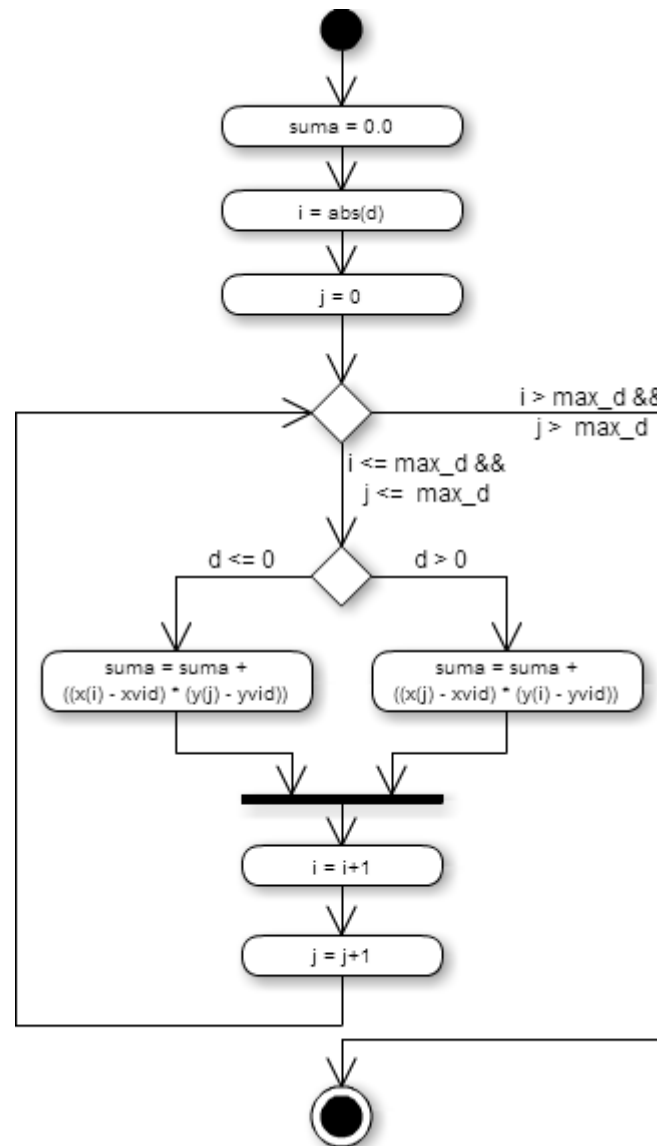 suma = 0.0
i = abs(d)
j = 0
i > max_d &&
j > max_d
i <= max_d &&
j <= max_d
d <= 0
d > 0
suma = suma +
((x(i) - xvid) * (y(j) - yvid))
suma = suma +
((x(j) - xvid) * (y(i) - yvid))
i = i+1
j = j+1